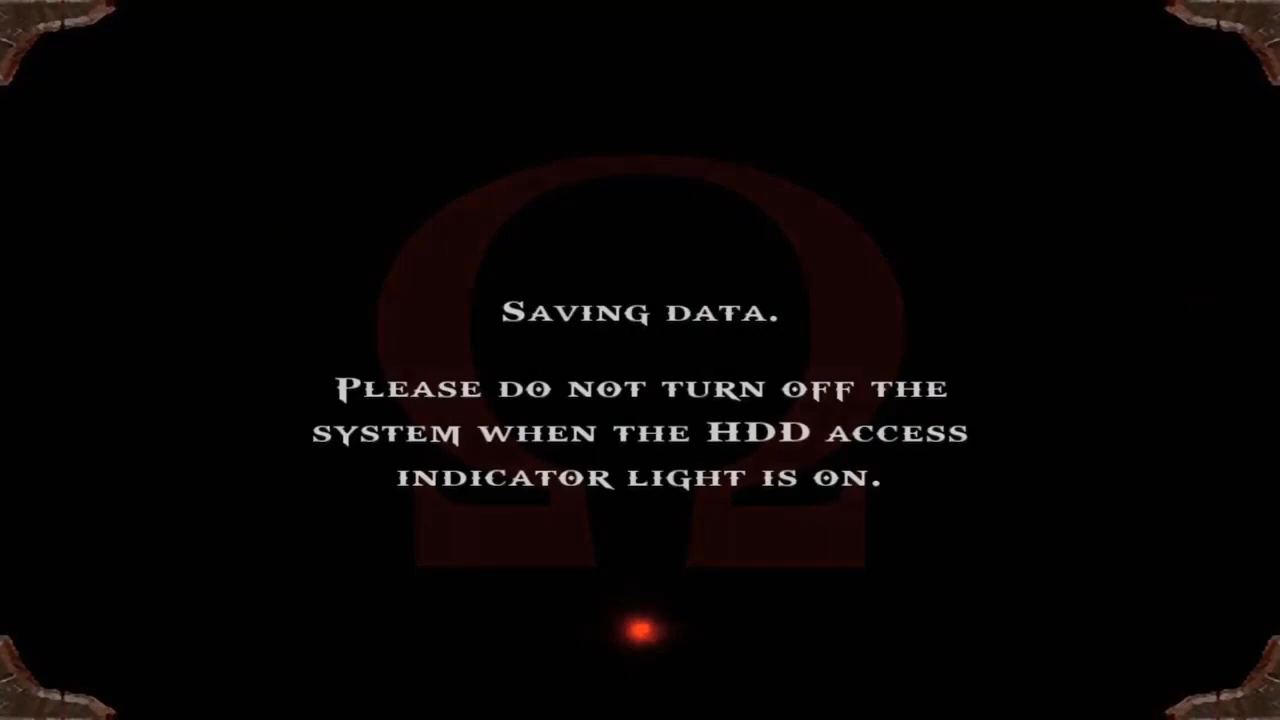 Saving data.
Please do not turn off the
system when the HDD access
indicator light is on.